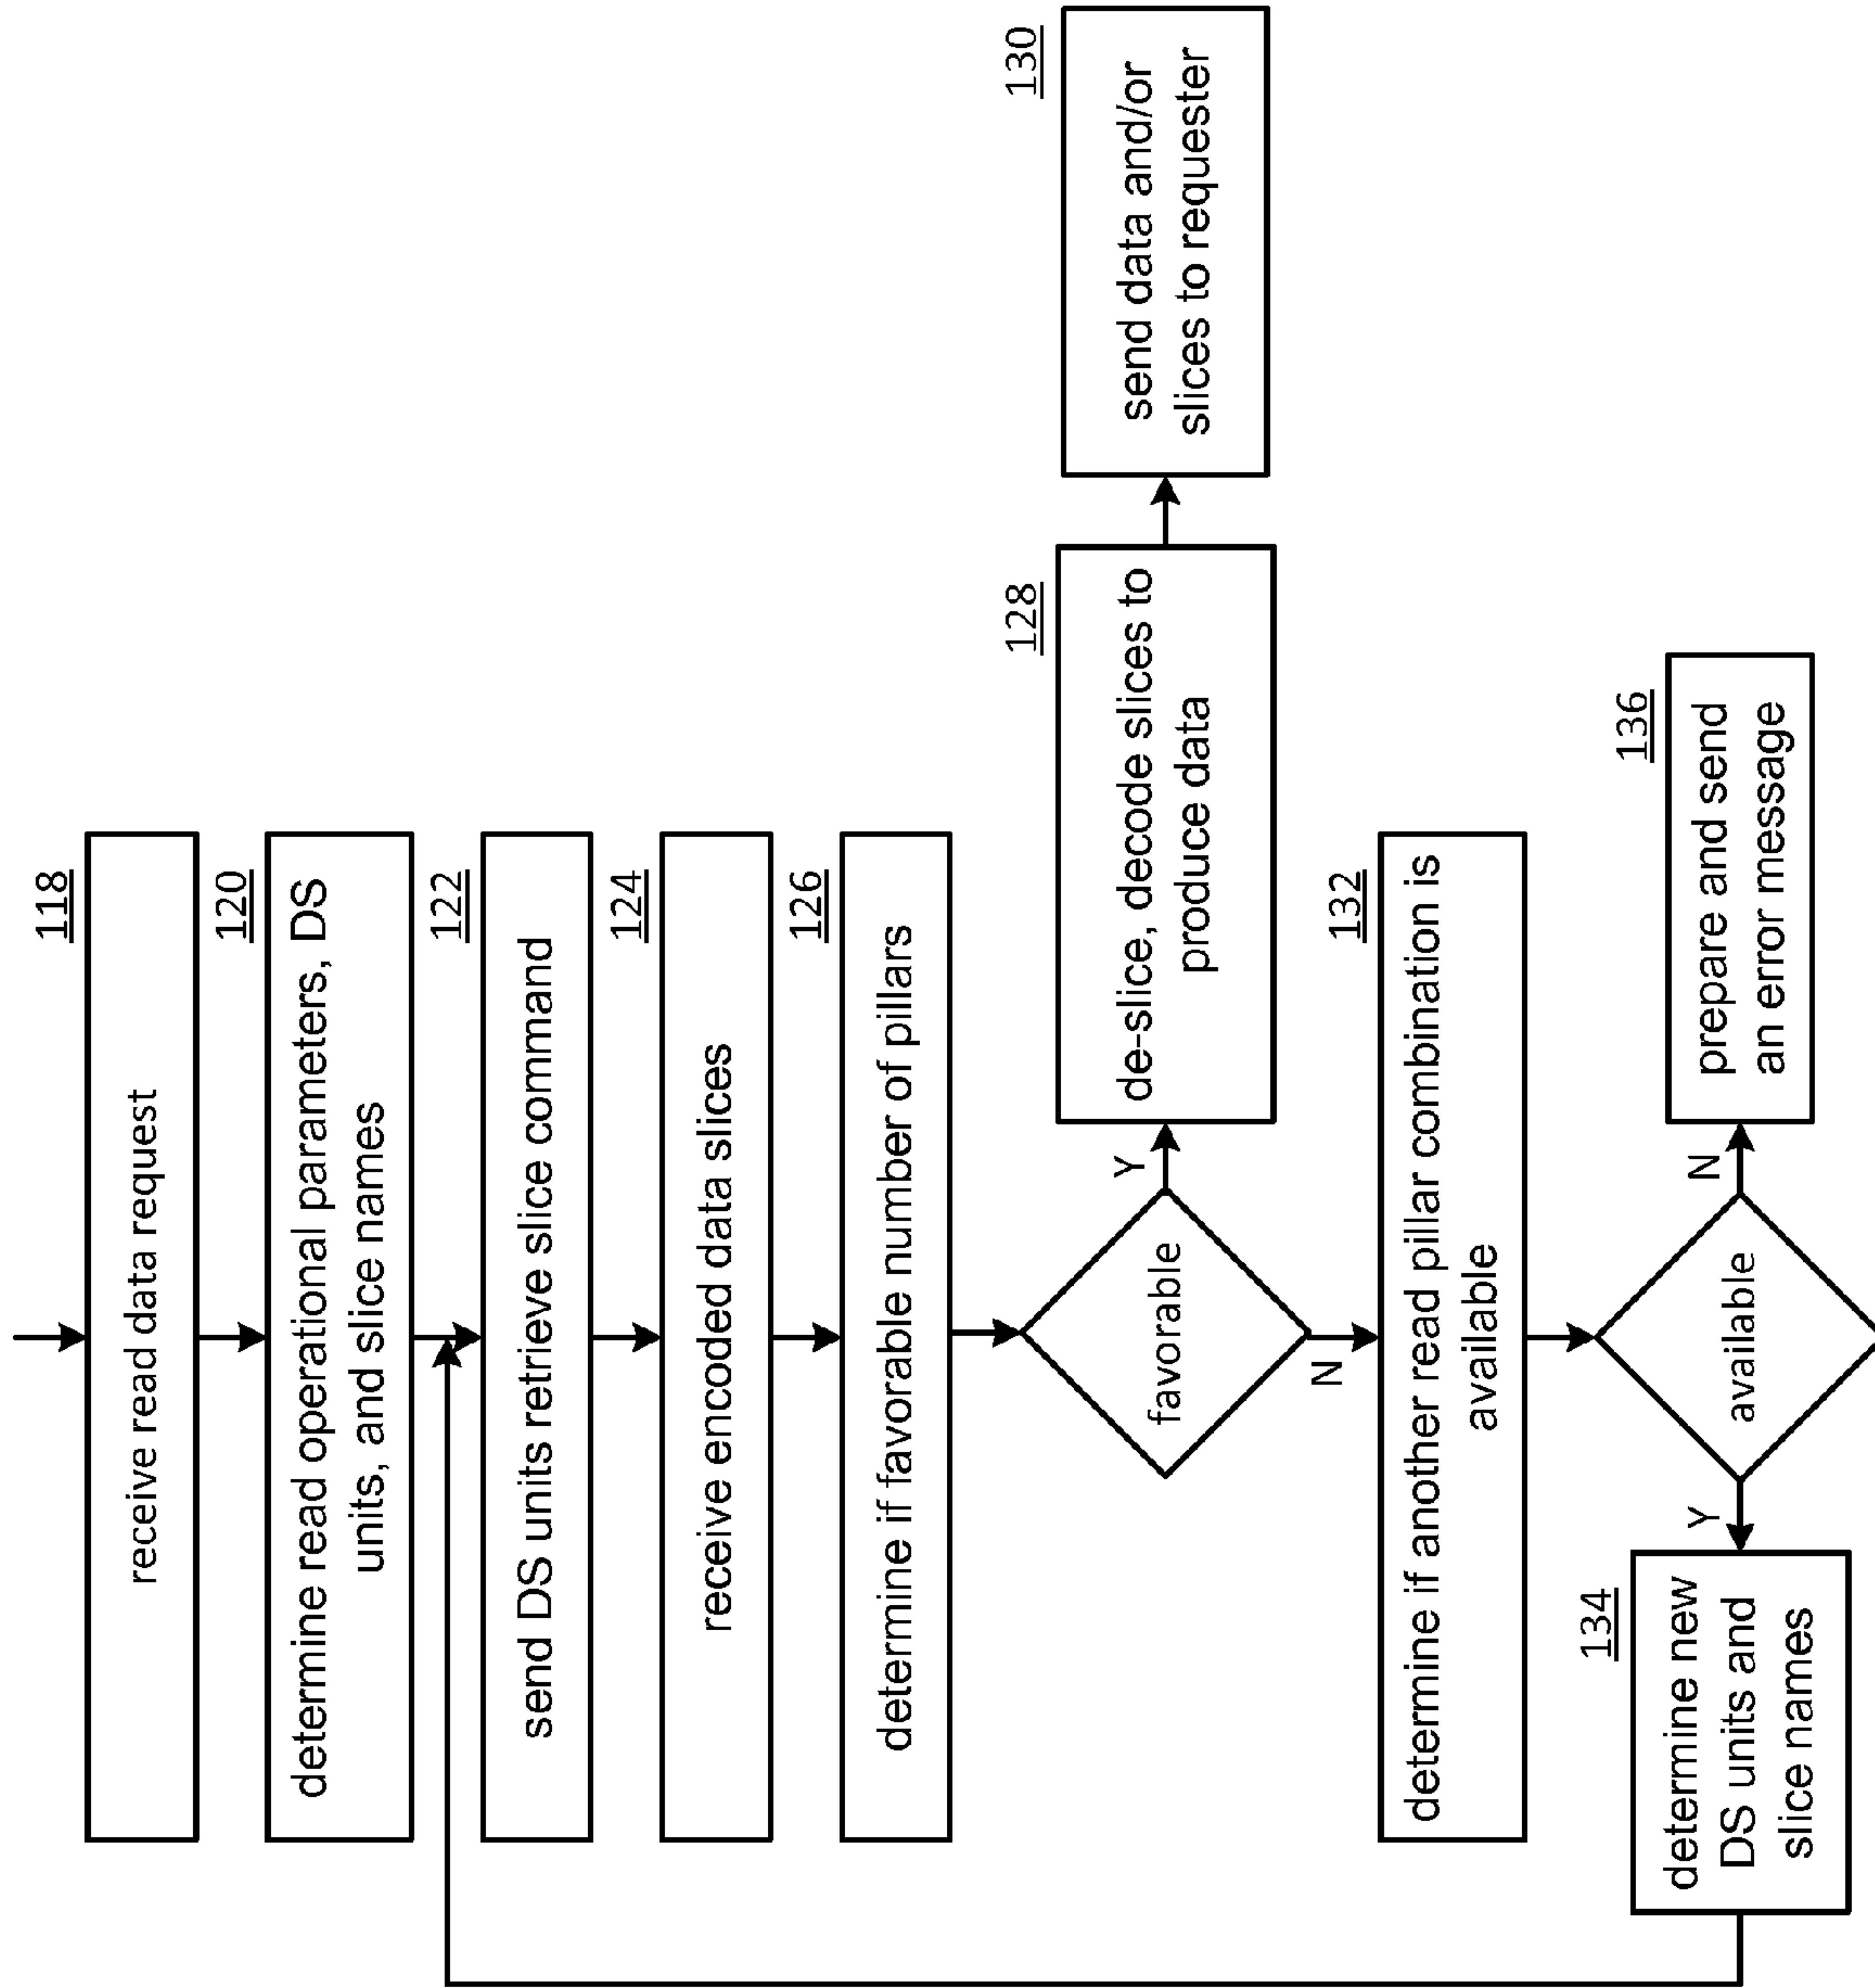 118
receive read data request
120
determine read operational parameters, DS
units, and slice names
122
send DS units retrieve slice command
124
receive encoded data slices
126
determine if favorable number of pillars
favorable
Y
128
de-slice, decode slices to
produce data
130
send data and/or
slices to requester
N
132
determine if another read pillar combination is
available
available
Y
134
determine new
DS units and
slice names
N
136
prepare and send
an error message